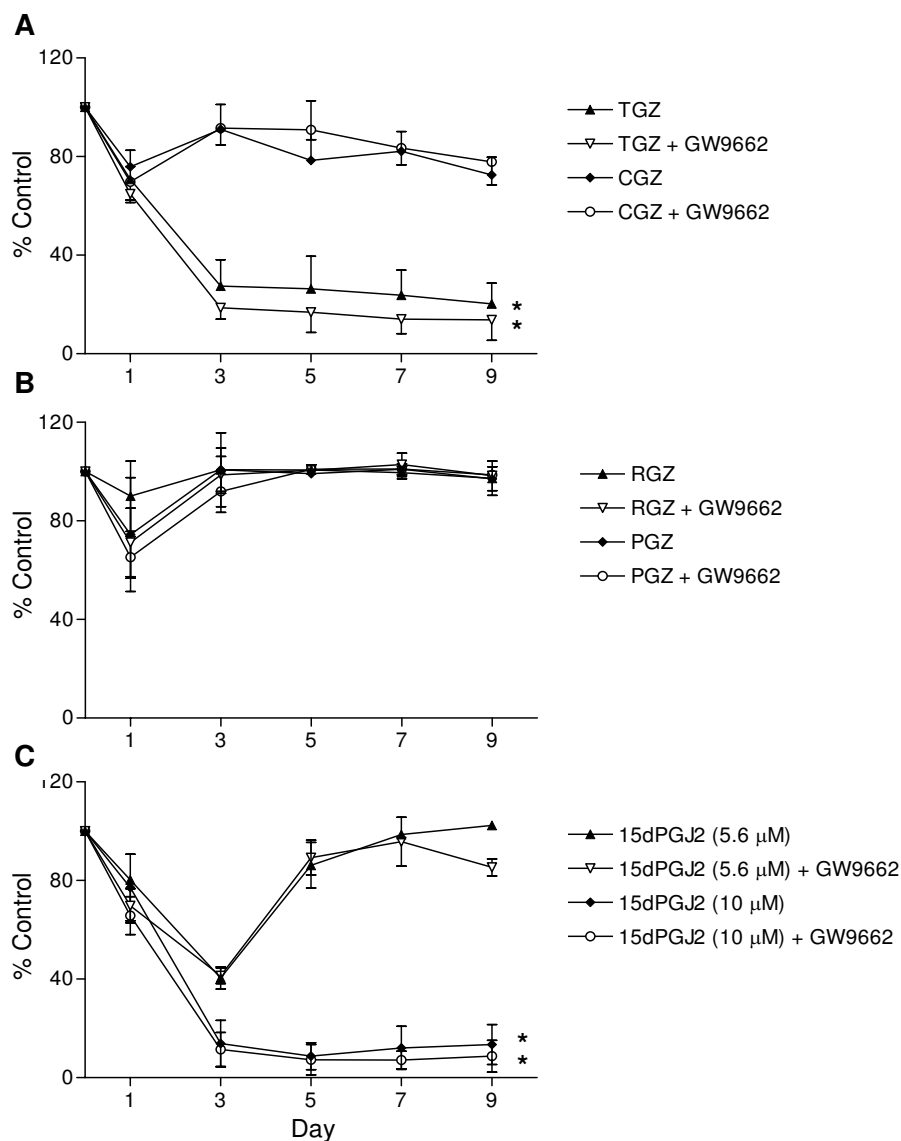 A
120
80
40
0
% Control
1 3 5 7 9
TGZ
TGZ + GW9662
CGZ
CGZ + GW9662
*
*
B
120
80
40
0
% Control
1 3 5 7 9
RGZ
RGZ + GW9662
PGZ
PGZ + GW9662
C
120
80
40
0
% Control
1 3 5 7 9
Day
15dPGJ2 (5.6 μM)
15dPGJ2 (5.6 μM) + GW9662
15dPGJ2 (10 μM)
15dPGJ2 (10 μM) + GW9662
*
*